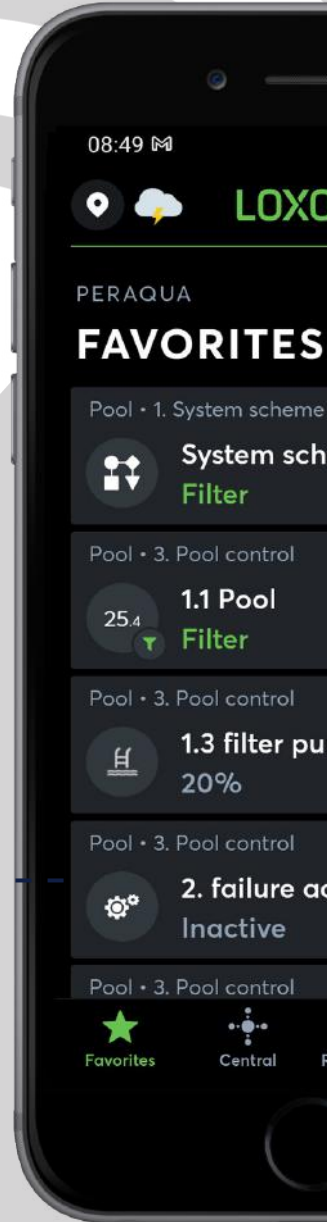 08:49
LOXO
PERAQUA
FAVORITES
Pool • 1. System scheme
System sch
Filter
Pool • 3. Pool control
25.4
1.1 Pool
Filter
Pool • 3. Pool control
1.3 filter pu
20%
Pool • 3. Pool control
2. failure ac
Inactive
Pool • 3. Pool control
Favorites
Central